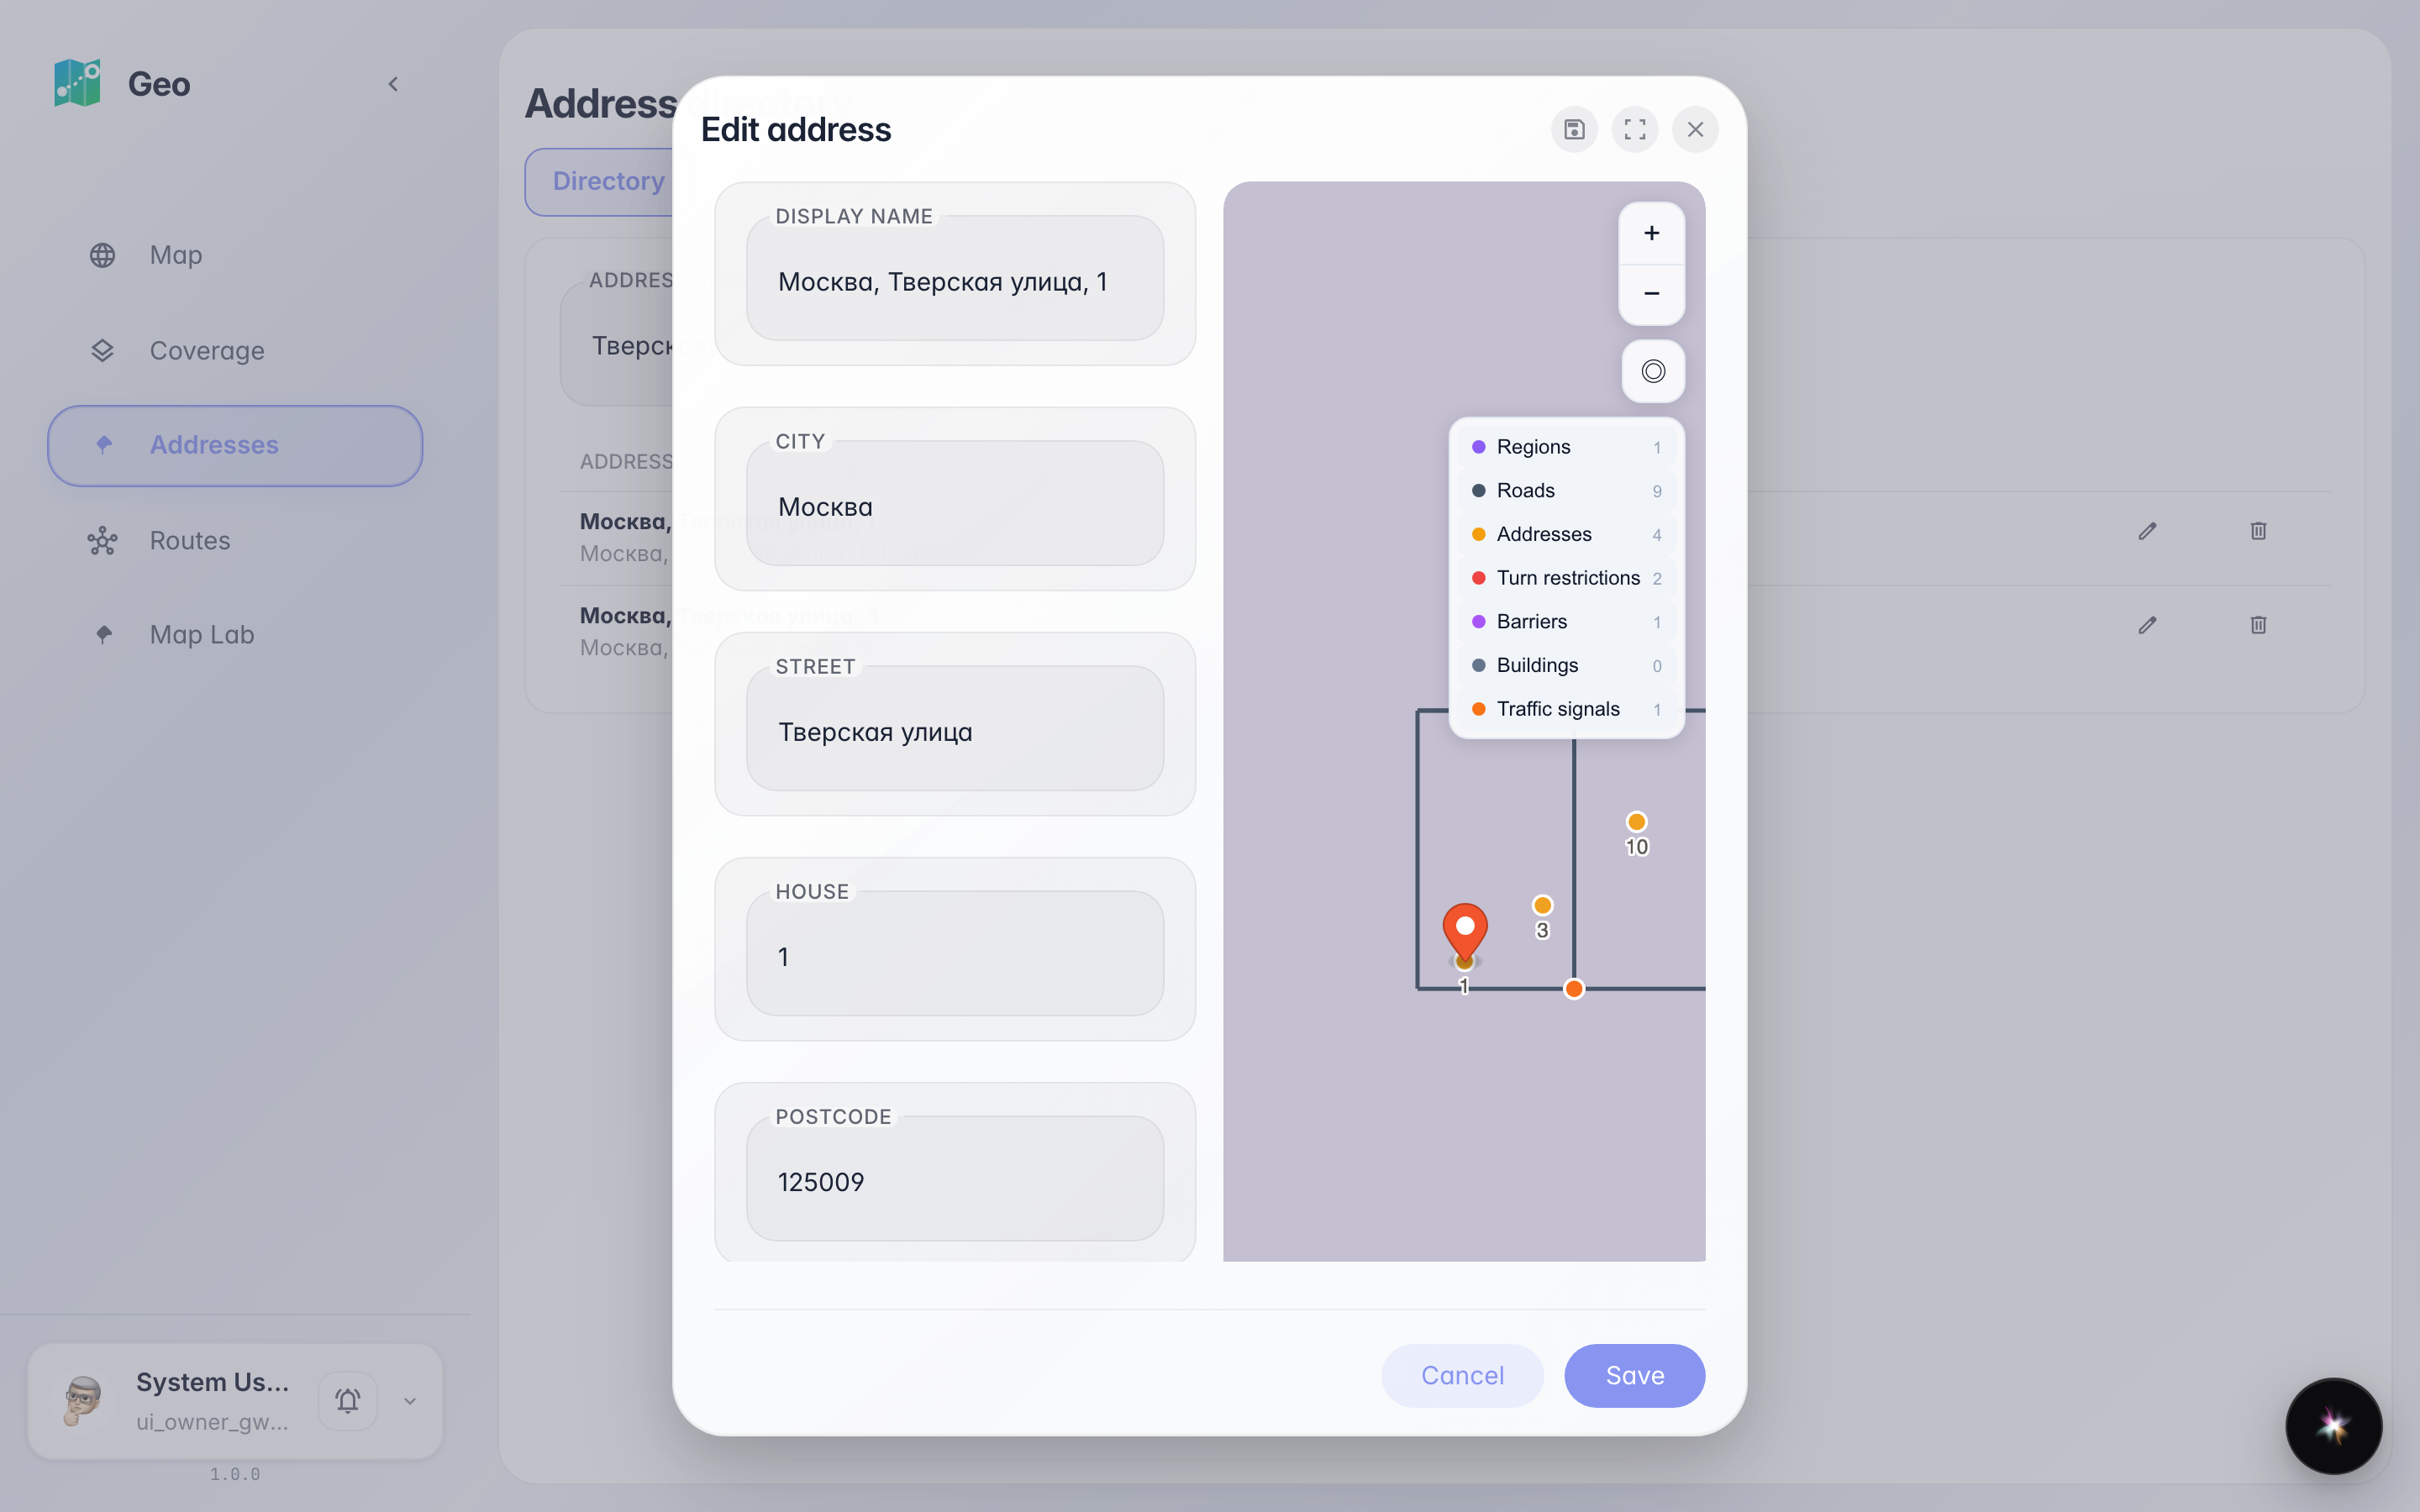 Geo
Map
Coverage
Addresses
Routes
Map Lab
System Us...
ui_owner_gw...
1.0.0
Address
Directory
ADDRES
Тверск
ADDRESS
Москва,
Москва,
Москва,
Москва,
Edit address
DISPLAY NAME
Москва, Тверская улица, 1
CITY
Москва
STREET
Тверская улица
HOUSE
1
POSTCODE
125009
+
−
Regions 1
Roads 9
Addresses 4
Turn restrictions 2
Barriers 1
Buildings 0
Traffic signals 1
10
3
1
Cancel
Save